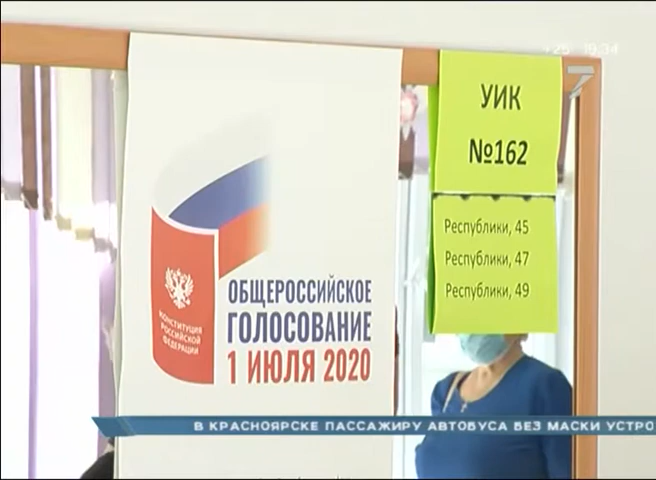 +25 19:34
7
УИК
№162
Республики, 45
Республики, 47
Республики, 49
КОНСТИТУЦИЯ
РОССИЙСКОЙ
ФЕДЕРАЦИИ
ОБЩЕРОССИЙСКОЕ
ГОЛОСОВАНИЕ
1 ИЮЛЯ 2020
В КРАСНОЯРСКЕ ПАССАЖИРУ АВТОБУСА БЕЗ МАСКИ УСТРО